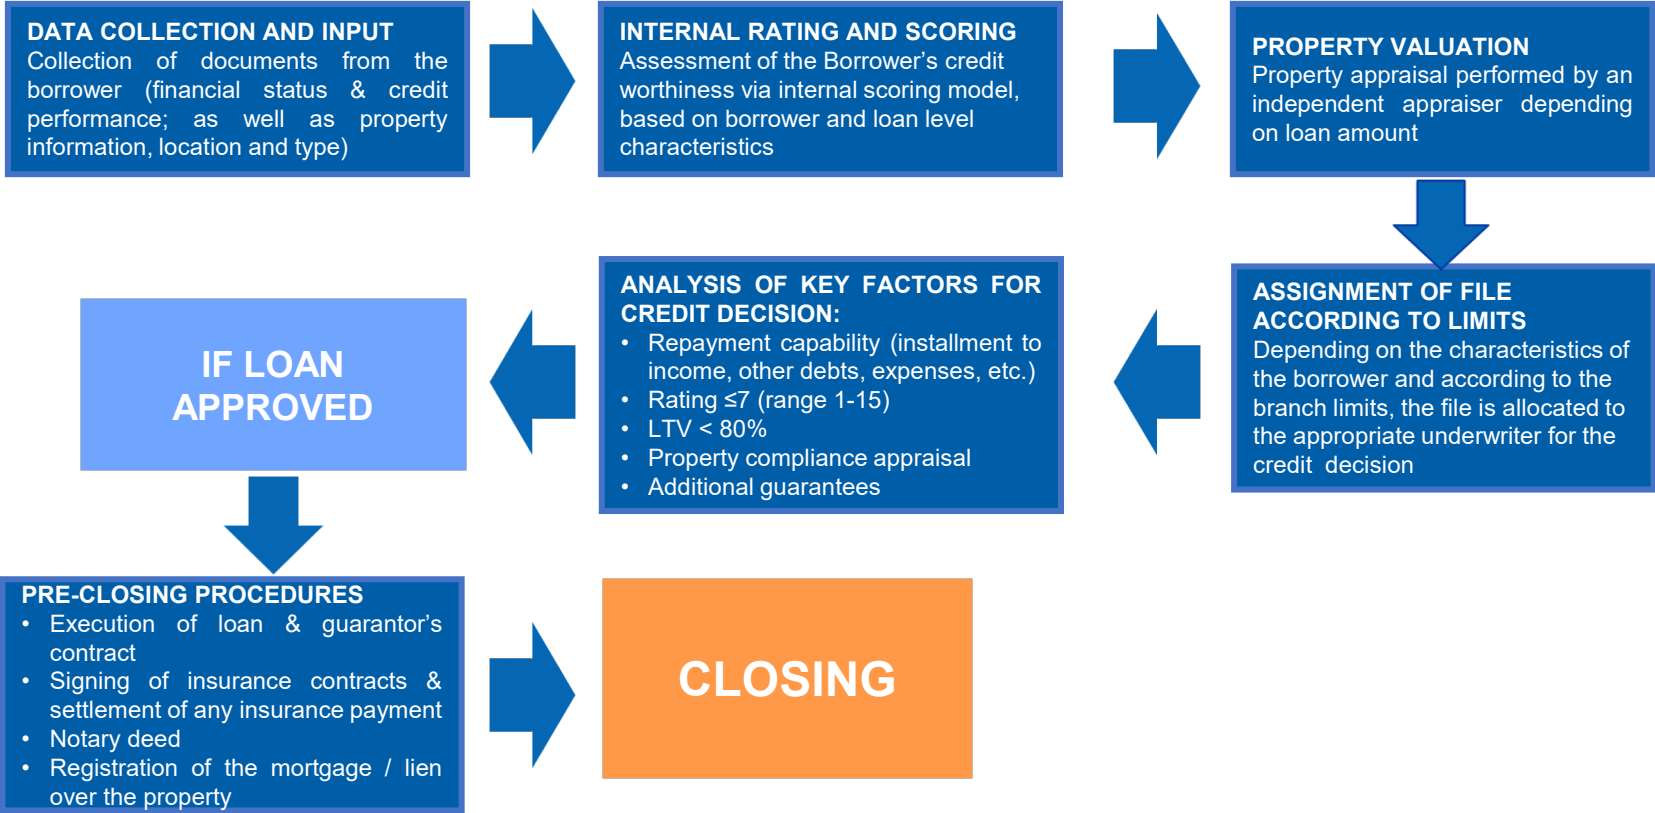 DATA COLLECTION AND INPUT
Collection of documents from the
borrower (financial status & credit
performance; as well as property
information, location and type)
INTERNAL RATING AND SCORING
Assessment of the Borrower’s credit
worthiness via internal scoring model,
based on borrower and loan level
characteristics
PROPERTY VALUATION
Property appraisal performed by an
independent appraiser depending
on loan amount
ASSIGNMENT OF FILE
ACCORDING TO LIMITS
Depending on the characteristics of
the borrower and according to the
branch limits, the file is allocated to
the appropriate underwriter for the
credit decision
ANALYSIS OF KEY FACTORS FOR
CREDIT DECISION:
• Repayment capability (installment to
income, other debts, expenses, etc.)
• Rating ≤7 (range 1-15)
• LTV < 80%
• Property compliance appraisal
• Additional guarantees
IF LOAN
APPROVED
PRE-CLOSING PROCEDURES
• Execution of loan & guarantor’s
contract
• Signing of insurance contracts &
settlement of any insurance payment
• Notary deed
• Registration of the mortgage / lien
over the property
CLOSING